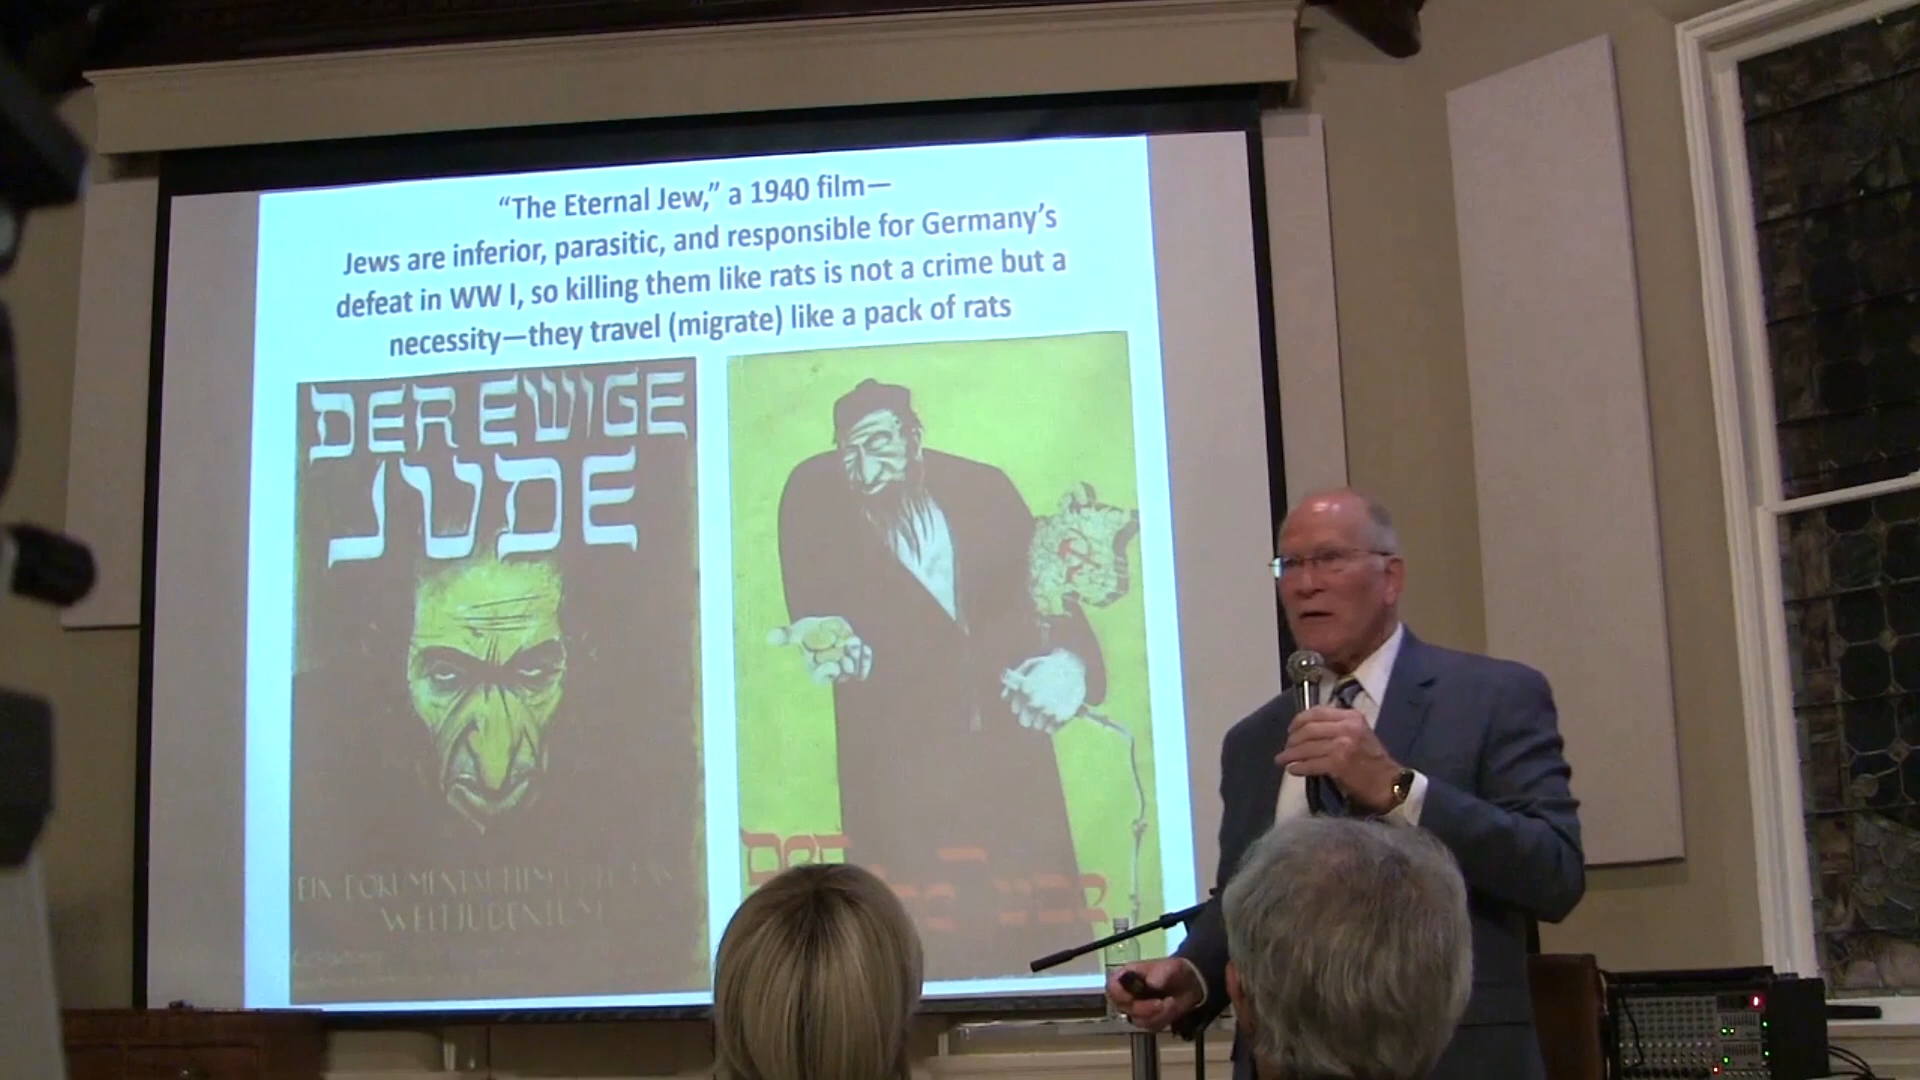 “The Eternal Jew,” a 1940 film—
Jews are inferior, parasitic, and responsible for Germany’s
defeat in WW I, so killing them like rats is not a crime but a
necessity—they travel (migrate) like a pack of rats
DER EWIGE
JUDE
DER